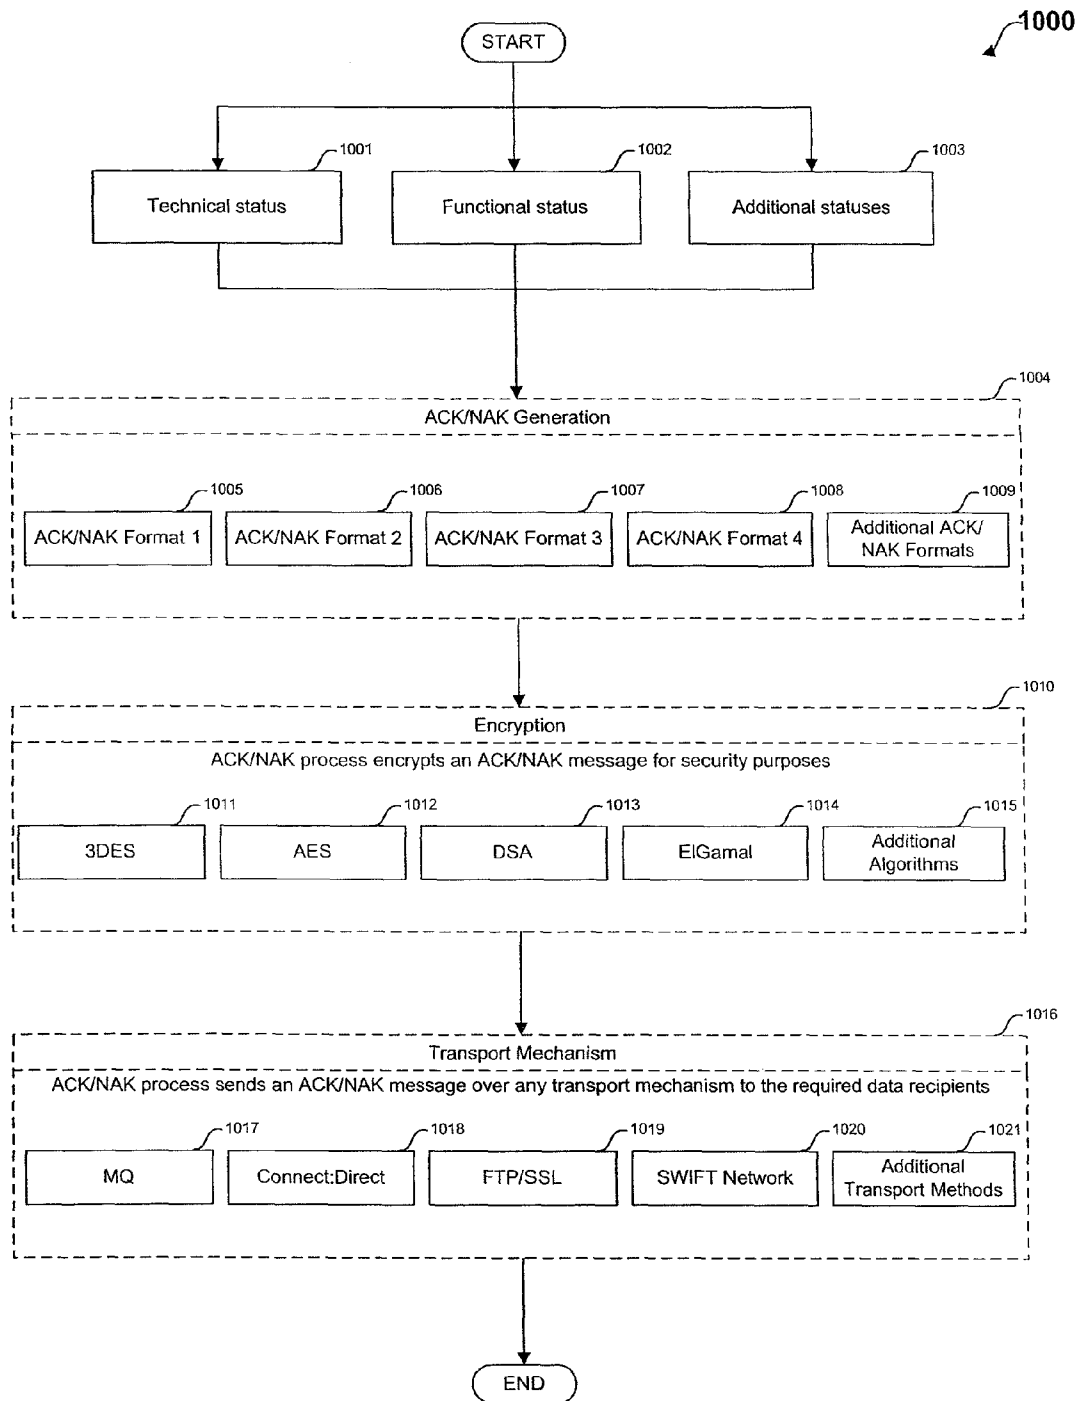 1000
START
1001
1002
1003
Technical status
Functional status
Additional statuses
1004
ACK/NAK Generation
1005
1006
1007
1008
1009
ACK/NAK Format 1
ACK/NAK Format 2
ACK/NAK Format 3
ACK/NAK Format 4
Additional ACK/
NAK Formats
1010
Encryption
ACK/NAK process encrypts an ACK/NAK message for security purposes
1011
1012
1013
1014
1015
3DES
AES
DSA
ElGamal
Additional
Algorithms
1016
Transport Mechanism
ACK/NAK process sends an ACK/NAK message over any transport mechanism to the required data recipients
1017
1018
1019
1020
1021
MQ
Connect:Direct
FTP/SSL
SWIFT Network
Additional
Transport Methods
END